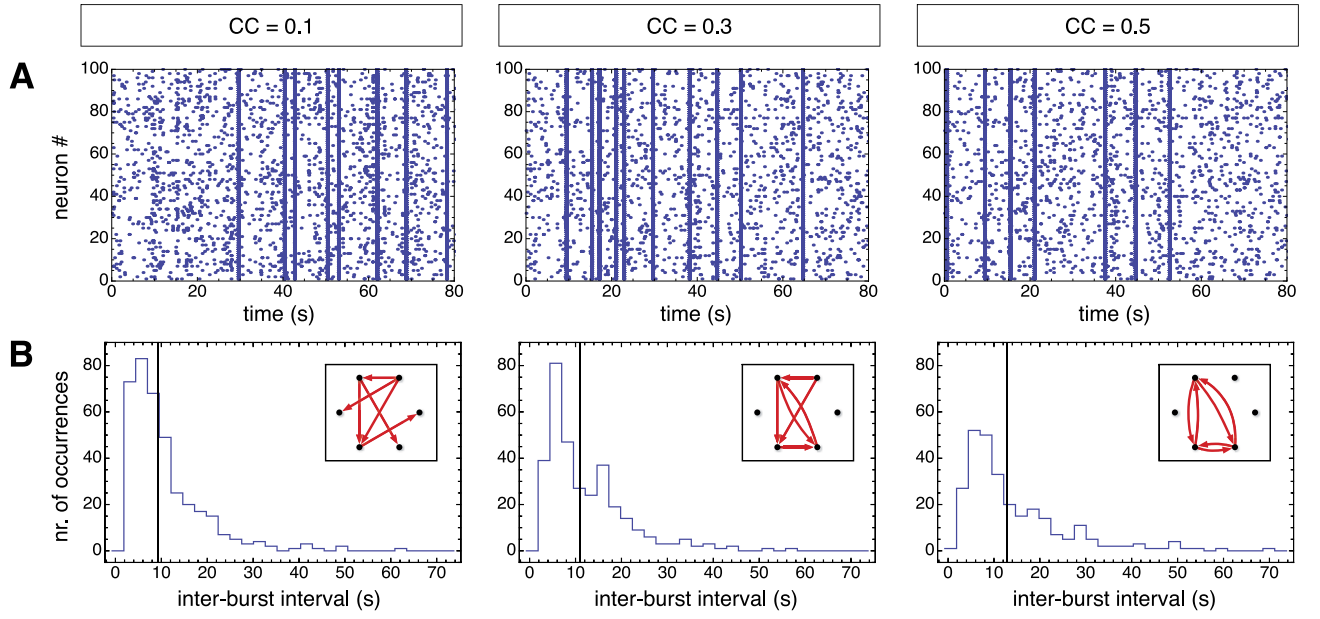 CC = 0.1 CC = 0.3 CC = 0.5
A
neuron #
100 100 100
80 80 80
60 60 60
40 40 40
20 20 20
0 0 0
0 20 40 60 80 0 20 40 60 80 0 20 40 60 80
time (s) time (s) time (s)
B
nr. of occurrences
80 80 80
60 60 60
40 40 40
20 20 20
0 0 0
0 10 20 30 40 50 60 70 0 10 20 30 40 50 60 70 0 10 20 30 40 50 60 70
inter-burst interval (s) inter-burst interval (s) inter-burst interval (s)